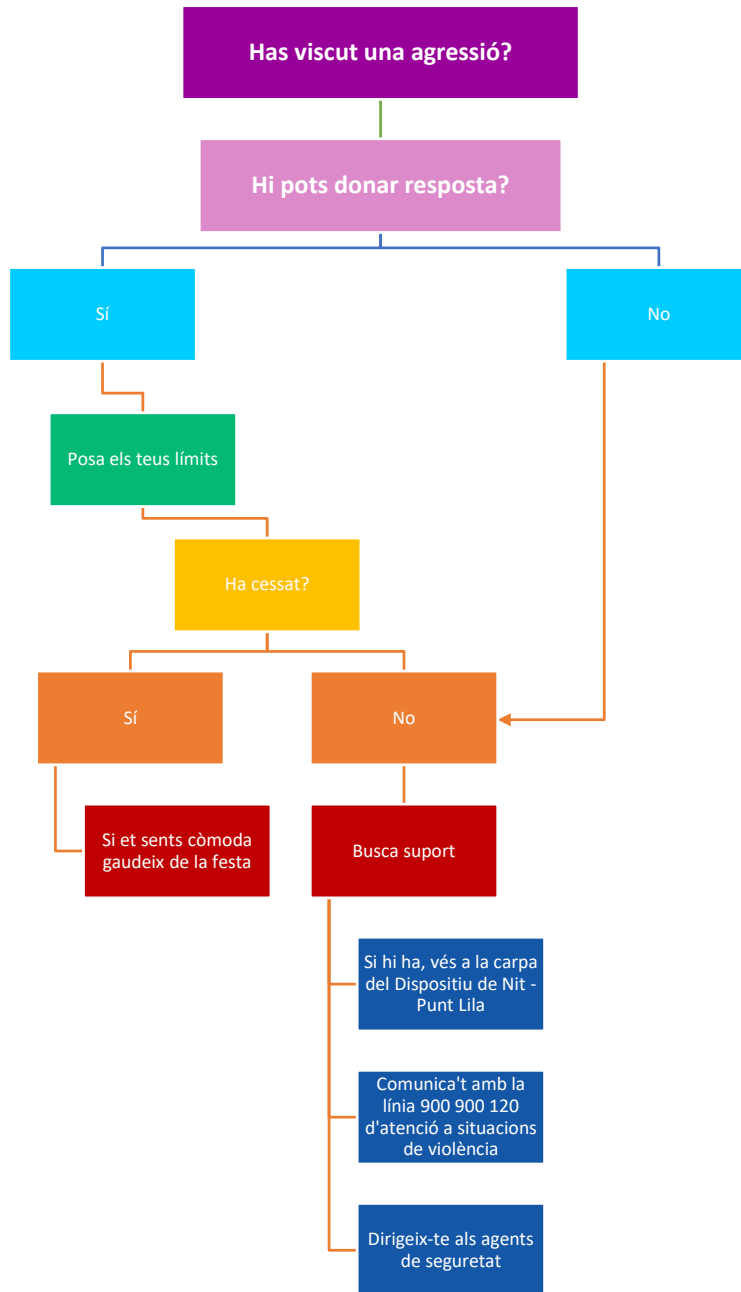 Has viscut una agressió?
Hi pots donar resposta?
Sí
No
Posa els teus límits
Ha cessat?
Sí
No
Si et sents còmoda
gaudeix de la festa
Busca suport
Si hi ha, vés a la carpa
del Dispositiu de Nit -
Punt Lila
Comunica't amb la
línia 900 900 120
d'atenció a situacions
de violència
Dirigeix-te als agents
de seguretat